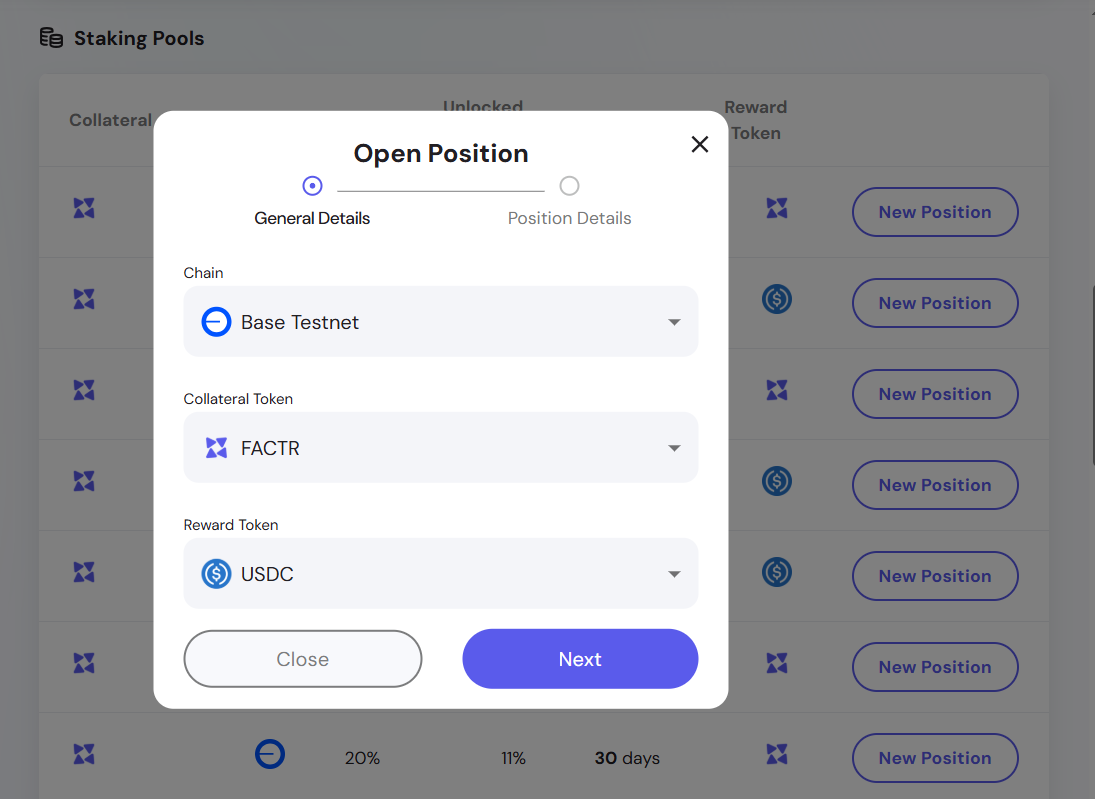 Staking Pools
Collateral
Unlocked
Reward
Token
Open Position
General Details
Position Details
Chain
Base Testnet
Collateral Token
FACTR
Reward Token
USDC
Close
Next
New Position
New Position
New Position
New Position
New Position
New Position
20% 11% 30 days New Position